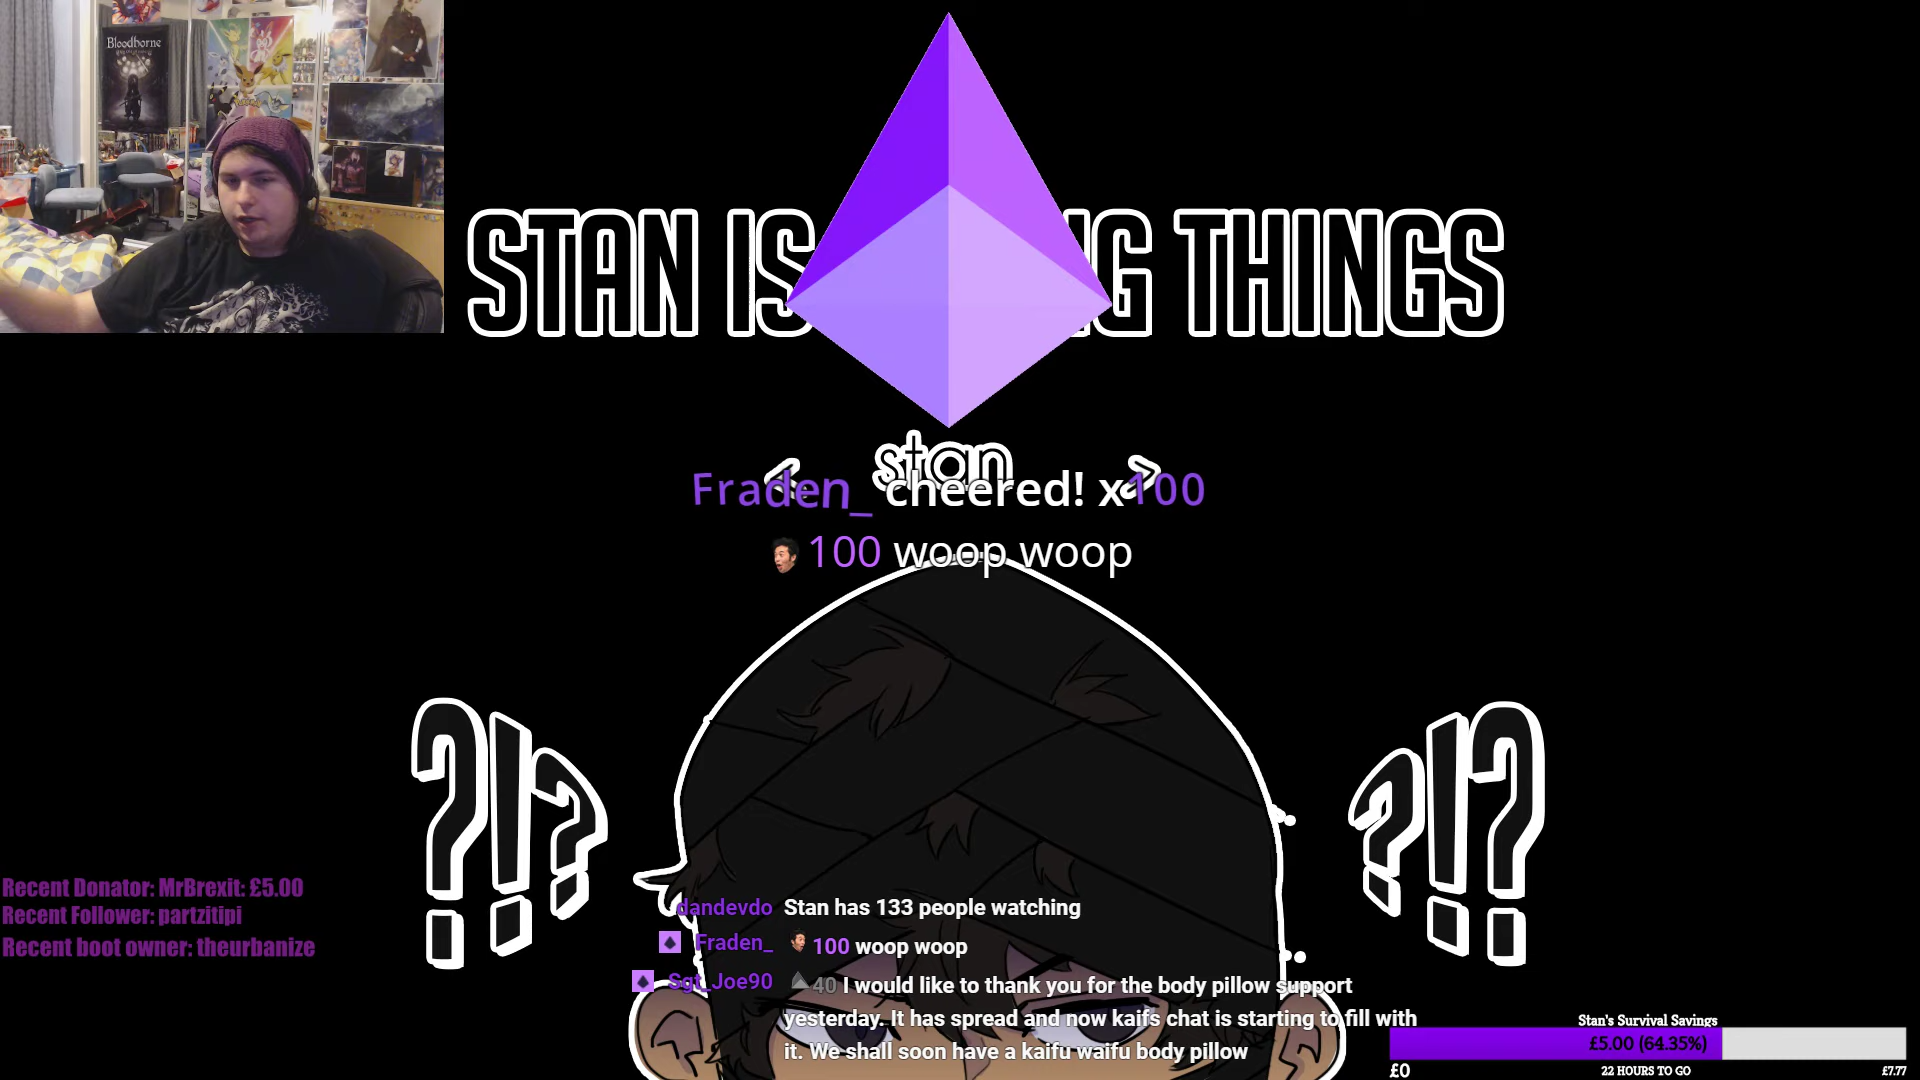 Bloodborne
STAN IS NG THINGS
stan
Fraden_ cheered! x100
100 woop woop
?!?
?!?
dandevdo Stan has 133 people watching
Fraden_ 100 woop woop
Sgt_Joe90 40 I would like to thank you for the body pillow support
yesterday. It has spread and now kaifs chat is starting to fill with
it. We shall soon have a kaifu waifu body pillow
Recent Donator: MrBrexit: £5.00
Recent Follower: partzitipi
Recent boot owner: theurbanize
Stan's Survival Savings
£5.00 (64.35%)
£0 22 HOURS TO GO £7.77